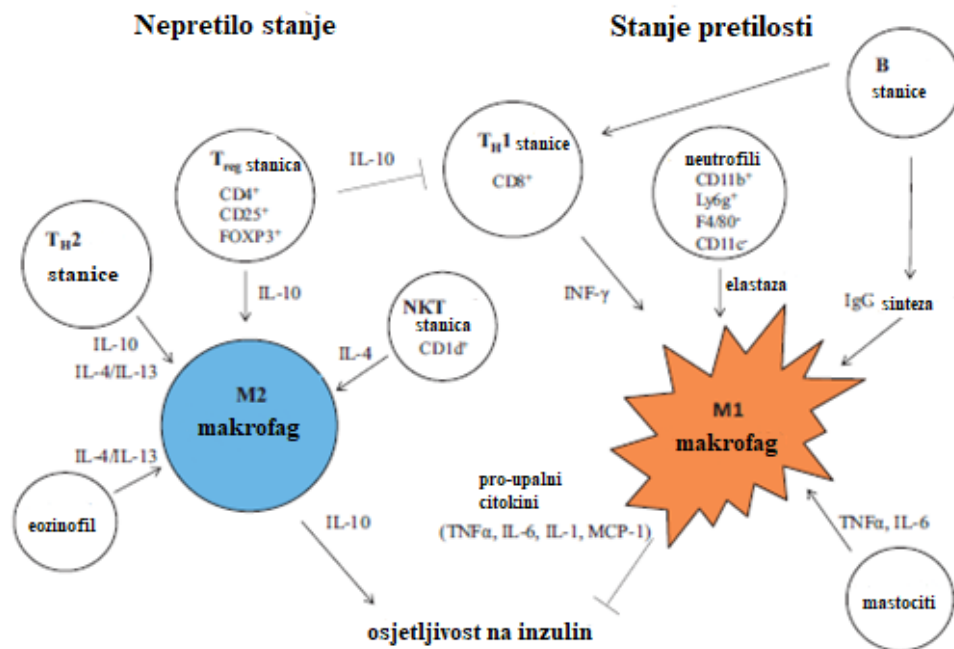 Nepretilo stanje
Stanje pretilosti
B
stanice
T_H1 stanice
CD8⁺
neutrofili
CD11b⁺
Ly6g⁺
F4/80⁻
CD11c⁻
T_reg stanica
CD4⁺
CD25⁺
FOXP3⁺
IL-10
T_H2
stanice
IL-10
NKT
stanica
CD1d⁺
INF-γ
elastaza
IgG sinteza
IL-10
IL-4/IL-13
IL-4
M2
makrofag
M1
makrofag
IL-4/IL-13
eozinofil
IL-10
pro-upalni
citokini
(TNFα, IL-6, IL-1, MCP-1)
TNFα, IL-6
mastociti
osjetljivost na inzulin